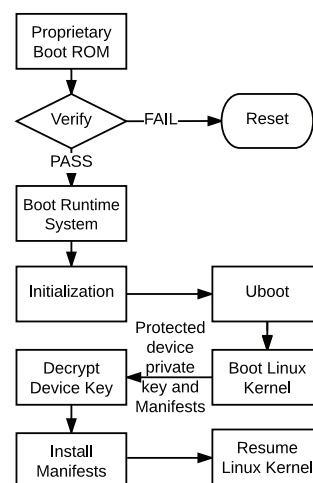 Proprietary
Boot ROM
Verify
FAIL
Reset
PASS
Boot Runtime
System
Initialization
Uboot
Protected
device
private
key and
Manifests
Decrypt
Device Key
Boot Linux
Kernel
Install
Manifests
Resume
Linux Kernel